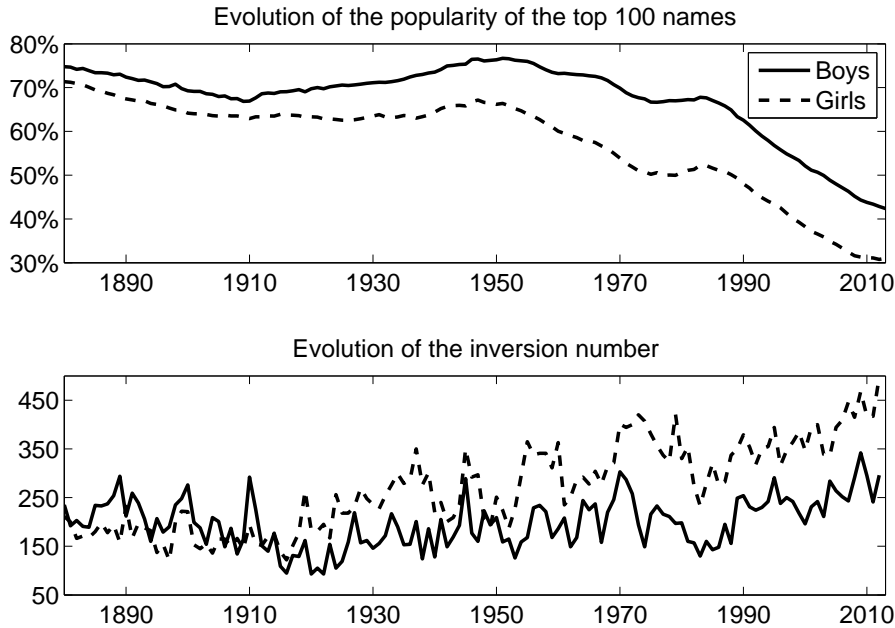 Evolution of the popularity of the top 100 names
80%
70%
60%
50%
40%
30%
Boys
Girls
1890 1910 1930 1950 1970 1990 2010
Evolution of the inversion number
450
350
250
150
50
1890 1910 1930 1950 1970 1990 2010